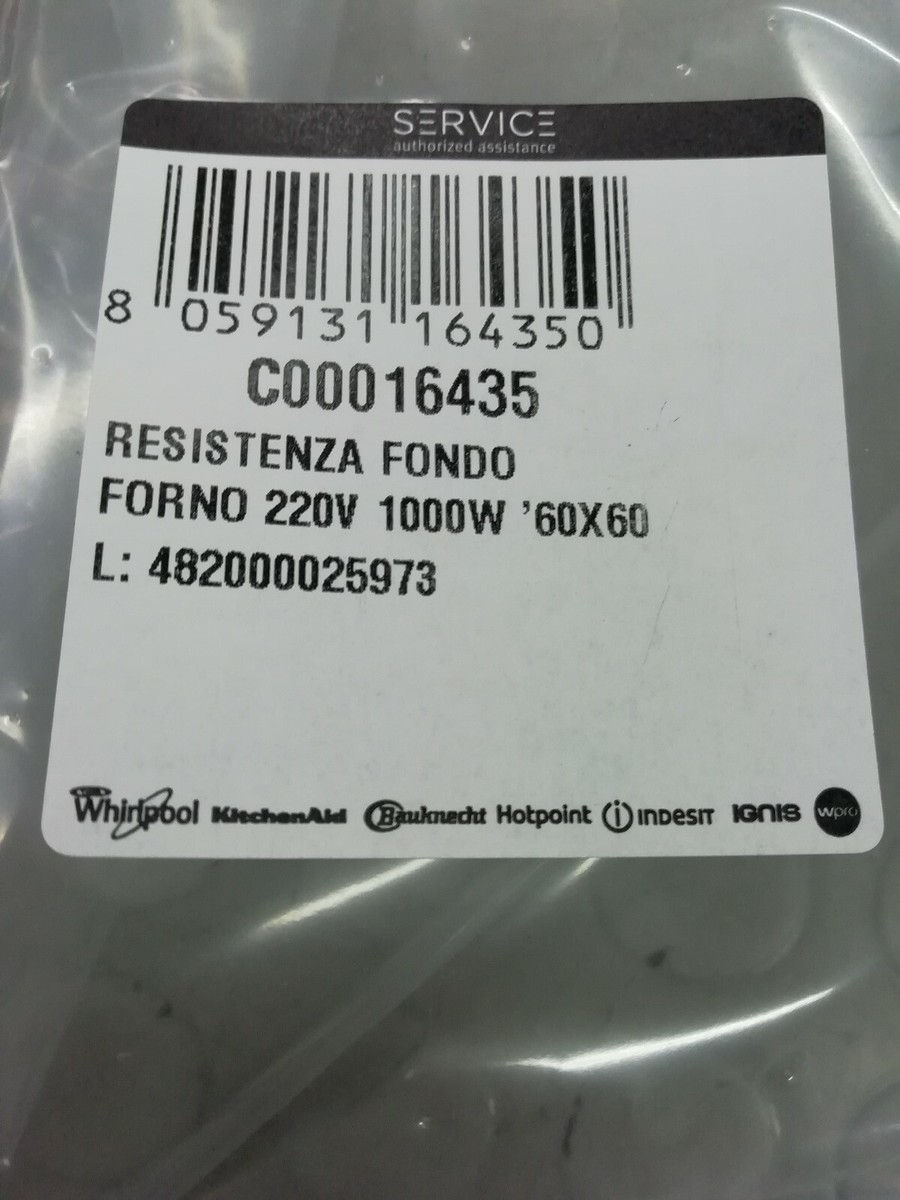 SERVICE
authorized assistance
8 059131 164350
C00016435
RESISTENZA FONDO
FORNO 220V 1000W '60X60
L: 482000025973
Whirlpool KitchenAid Bauknecht Hotpoint i INDESIT IGNIS wpro